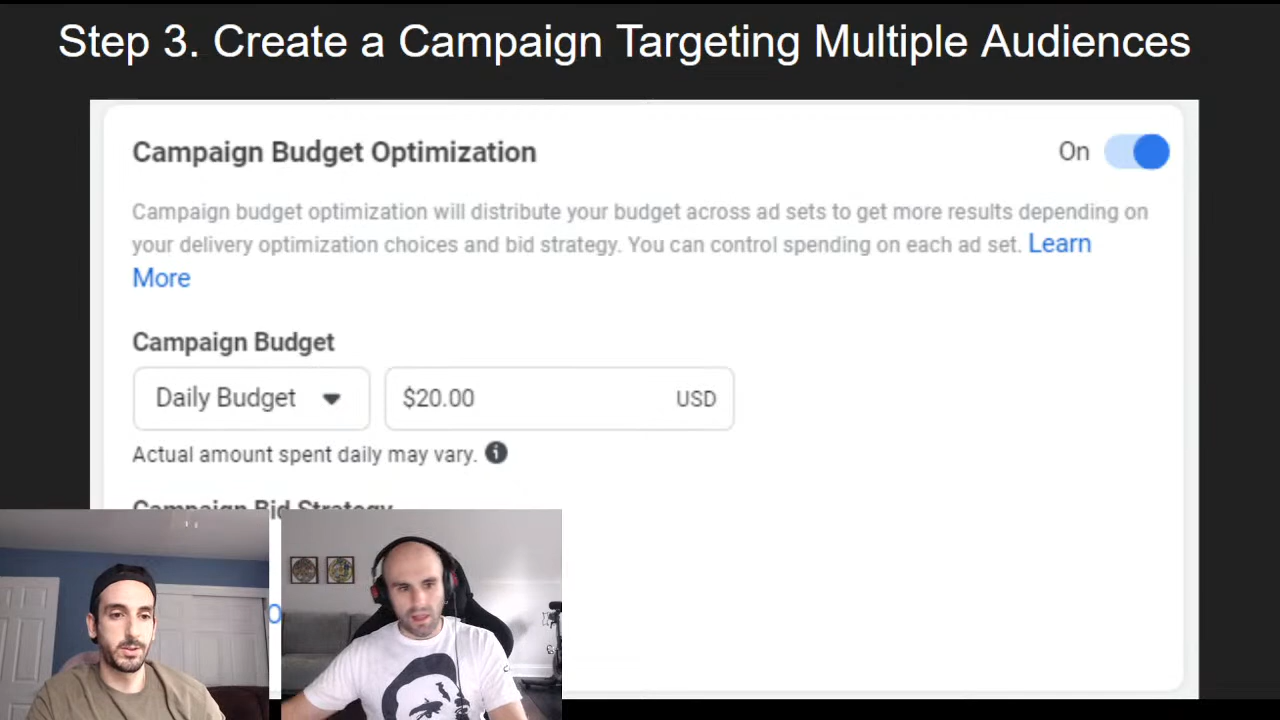 Step 3. Create a Campaign Targeting Multiple Audiences
Campaign Budget Optimization
On
Campaign budget optimization will distribute your budget across ad sets to get more results depending on
your delivery optimization choices and bid strategy. You can control spending on each ad set. Learn
More
Campaign Budget
Daily Budget
$20.00
USD
Actual amount spent daily may vary.
Campaign Bid Strategy